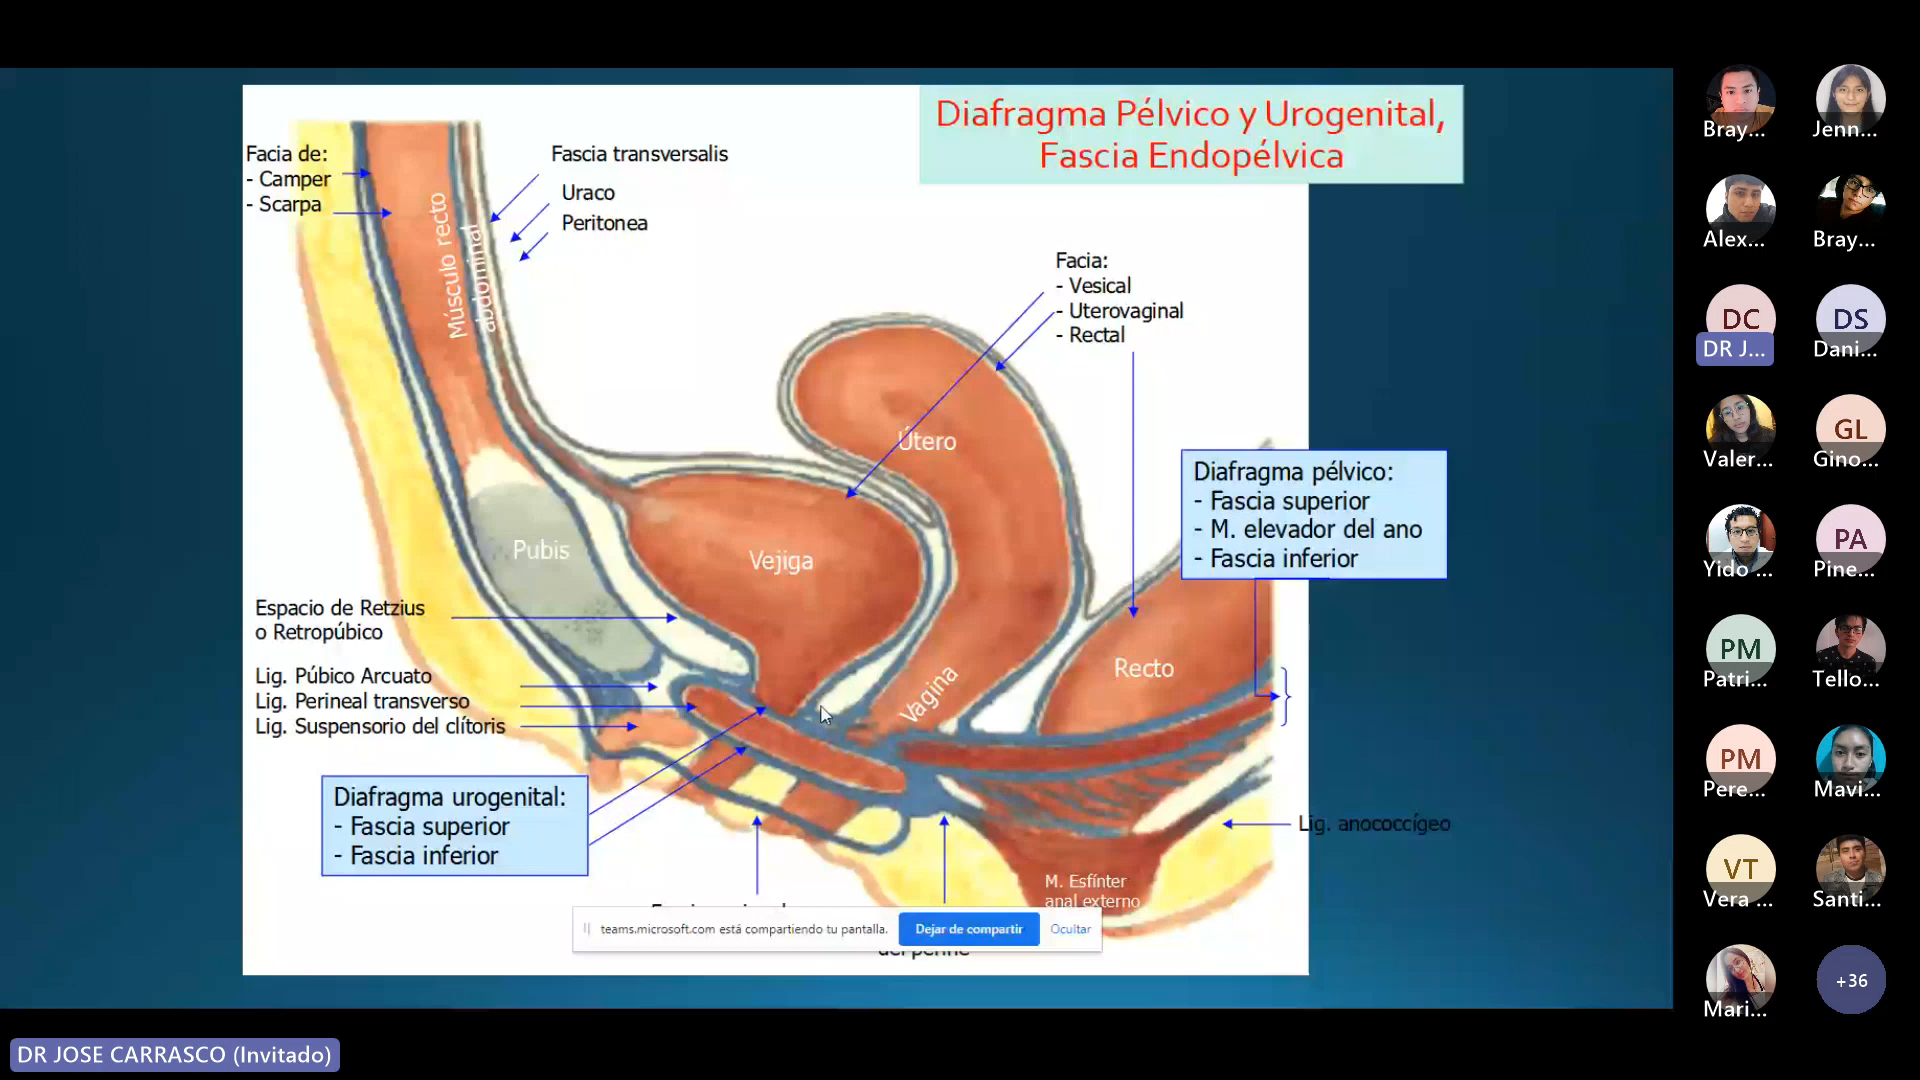 Diafragma Pélvico y Urogenital,
Fascia Endopélvica
Facia de:
- Camper
- Scarpa
Músculo recto
abdominal
Fascia transversalis
Uraco
Peritonea
Facia:
- Vesical
- Uterovaginal
- Rectal
Útero
Diafragma pélvico:
- Fascia superior
- M. elevador del ano
- Fascia inferior
Pubis
Vejiga
Espacio de Retzius
o Retropúbico
Lig. Púbico Arcuato
Lig. Perineal transverso
Lig. Suspensorio del clítoris
Vagina
Recto
Diafragma urogenital:
- Fascia superior
- Fascia inferior
Lig. anococcígeo
M. Esfínter
anal externo
teams.microsoft.com está compartiendo tu pantalla.
Dejar de compartir
Ocultar
DR JOSE CARRASCO (Invitado)
Bray...
Jenn...
Alex...
Bray...
DC
DR J...
DS
Dani...
Valer...
GL
Gino...
Yido ...
PA
Pine...
PM
Patri...
Tello...
PM
Pere...
Mavi...
VT
Vera ...
Santi...
Mari...
+36